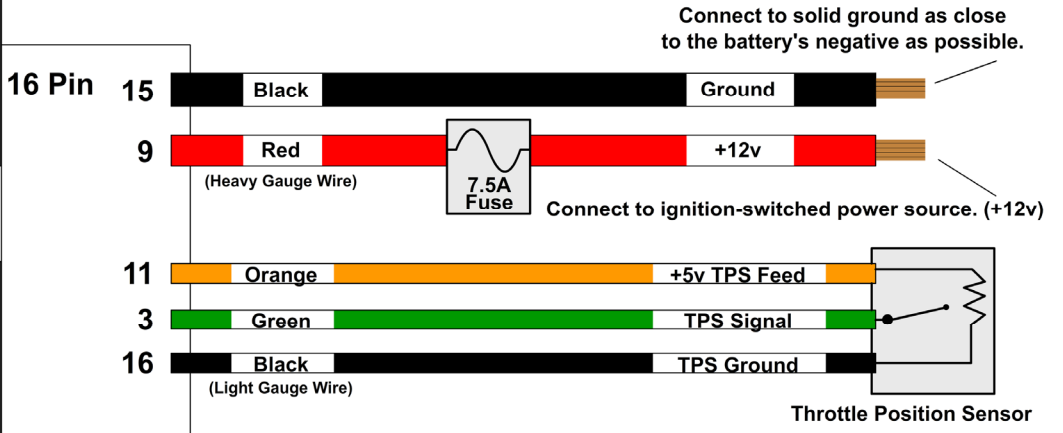 Connect to solid ground as close
to the battery's negative as possible.
16 Pin
15 Black Ground
9 Red +12v
(Heavy Gauge Wire)
7.5A
Fuse
Connect to ignition-switched power source. (+12v)
11 Orange +5v TPS Feed
3 Green TPS Signal
16 Black TPS Ground
(Light Gauge Wire)
Throttle Position Sensor